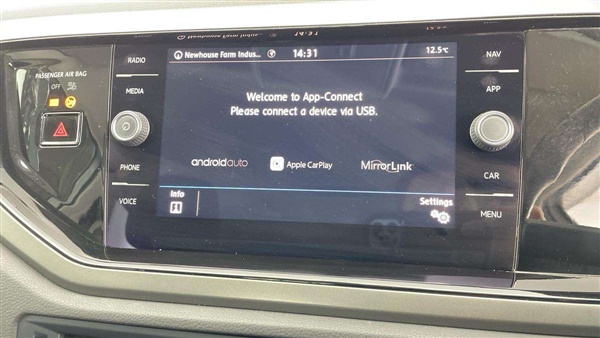 Newhouse Farm Indus...
14:31
12.5°C
PASSENGER AIR BAG
OFF
RADIO
MEDIA
PHONE
VOICE
Welcome to App-Connect
Please connect a device via USB.
androidauto
Apple CarPlay
MirrorLink
Info
Settings
NAV
APP
CAR
MENU